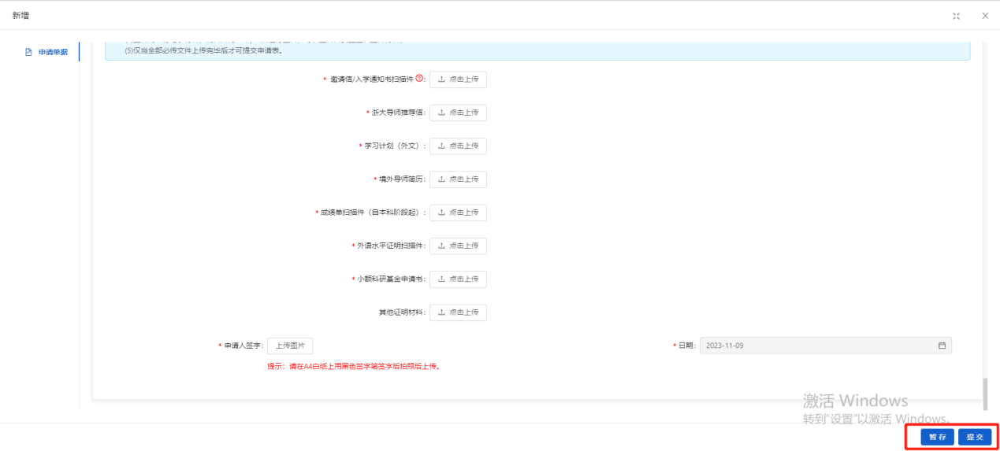 新增
申请单据
(5)仅当全部必传文件上传完毕后才可提交申请表。
* 邀请信/入学通知书扫描件?: 点击上传
* 浙大导师推荐信: 点击上传
* 学习计划（外文）: 点击上传
* 境外导师简历: 点击上传
* 成绩单扫描件（自本科阶段起）: 点击上传
* 外语水平证明扫描件: 点击上传
* 小额科研基金申请书: 点击上传
其他证明材料: 点击上传
* 申请人签字: 上传图片 * 日期: 2023-11-09
提示：请在A4白纸上用黑色签字笔签字后拍照后上传。
激活 Windows
转到"设置"以激活 Windows。
暂存 提交